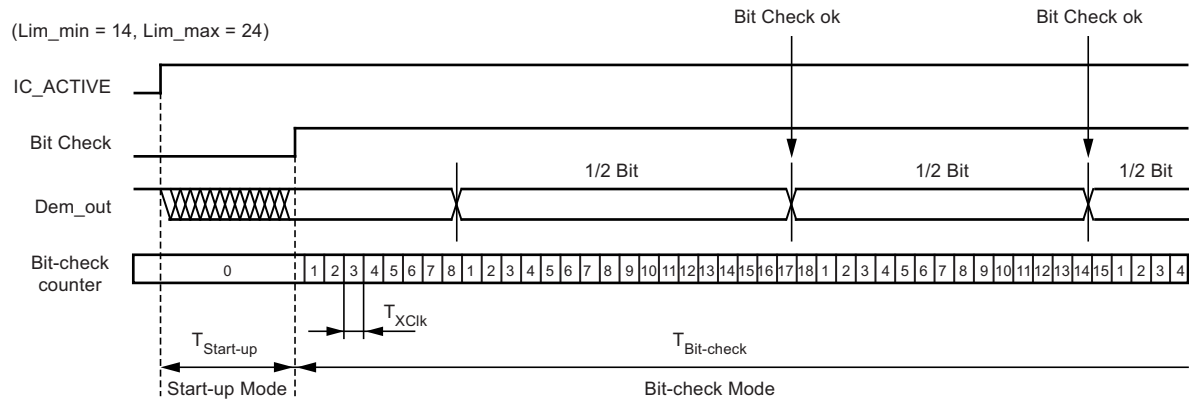 Bit Check ok Bit Check ok
(Lim_min = 14, Lim_max = 24)
IC_ACTIVE
Bit Check
1/2 Bit 1/2 Bit 1/2 Bit
Dem_out
Bit-check
counter
0 1 2 3 4 5 6 7 8 1 2 3 4 5 6 7 8 9 10 11 12 13 14 15 16 17 18 1 2 3 4 5 6 7 8 9 10 11 12 13 14 15 1 2 3 4
TXClk
TStart-up TBit-check
Start-up Mode Bit-check Mode